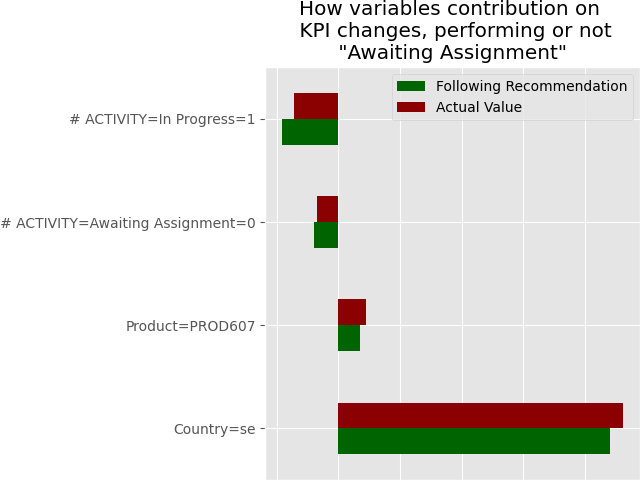 How variables contribution on
KPI changes, performing or not
"Awaiting Assignment"
Following Recommendation
Actual Value
# ACTIVITY=In Progress=1
# ACTIVITY=Awaiting Assignment=0
Product=PROD607
Country=se